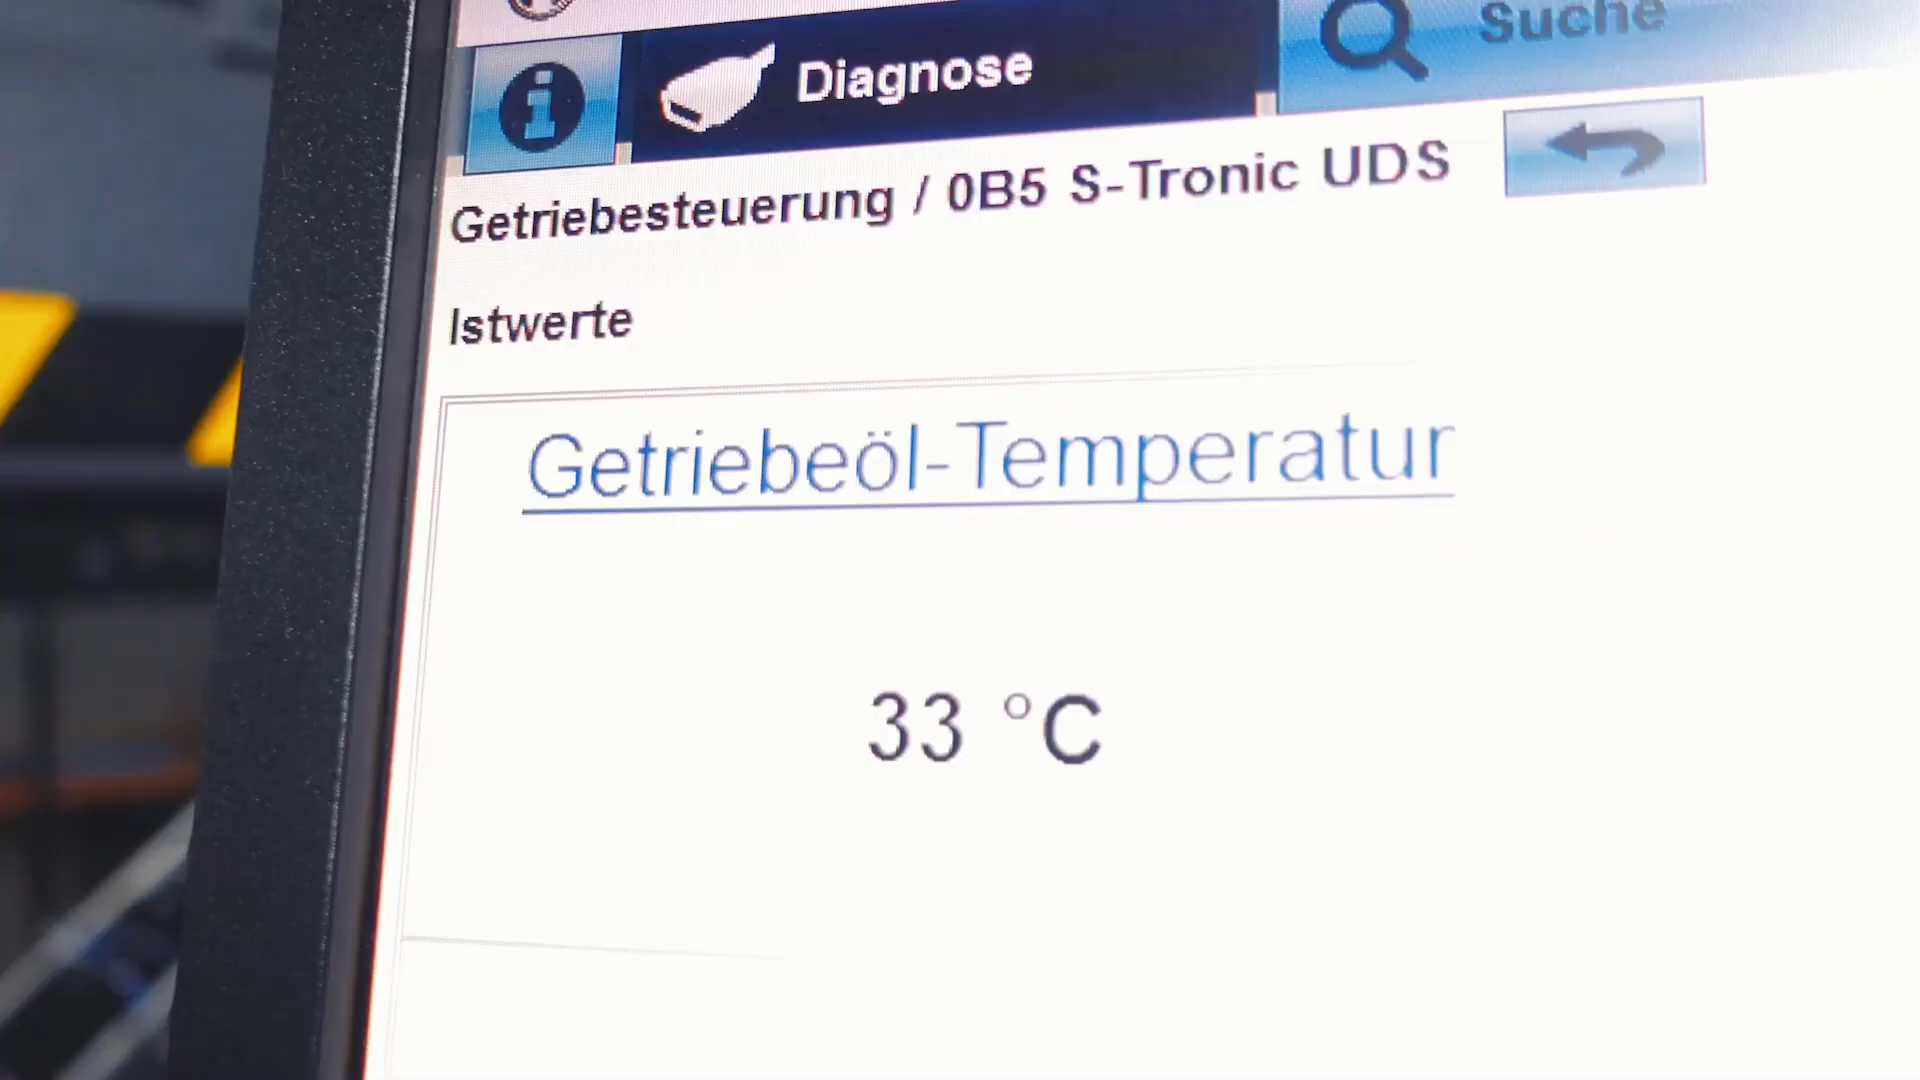 Diagnose
Suche
Getriebesteuerung / 0B5 S-Tronic UDS
Istwerte
Getriebeöl-Temperatur
33 °C